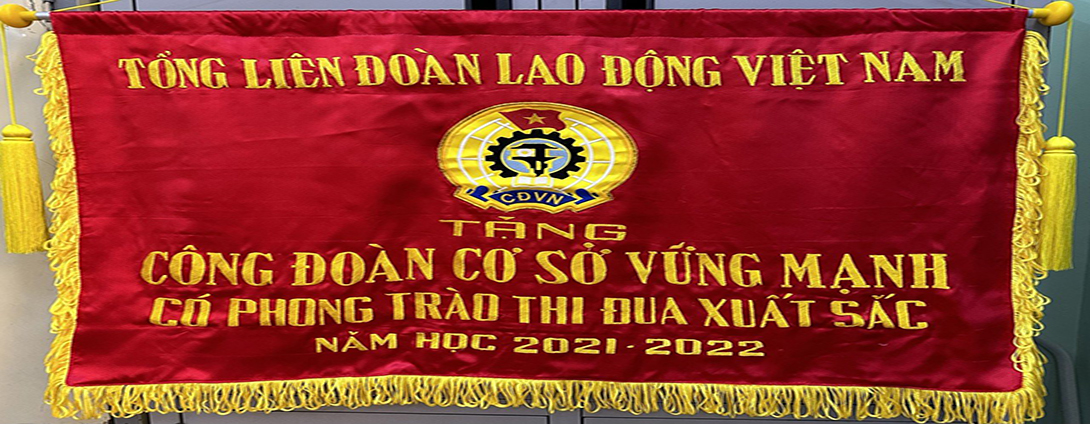 TỔNG LIÊN ĐOÀN LAO ĐỘNG VIỆT NAM
CĐVN
TẶNG
CÔNG ĐOÀN CƠ SỞ VỮNG MẠNH
CÓ PHONG TRÀO THI ĐUA XUẤT SẮC
NĂM HỌC 2021-2022